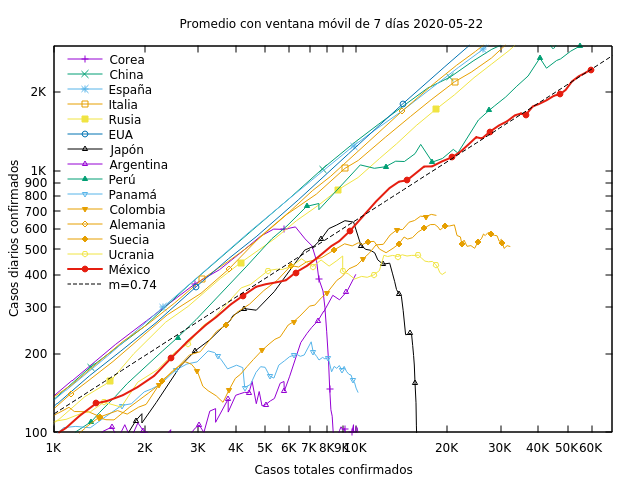 Promedio con ventana móvil de 7 días 2020-05-22
Casos diarios confirmados
2K
1K
900
800
700
600
500
400
300
200
100
Corea
China
España
Italia
Rusia
EUA
Japón
Argentina
Perú
Panamá
Colombia
Alemania
Suecia
Ucrania
México
m=0.74
1K 2K 3K 4K 5K 6K 7K 8K 9K 10K 20K 30K 40K 50K 60K
Casos totales confirmados